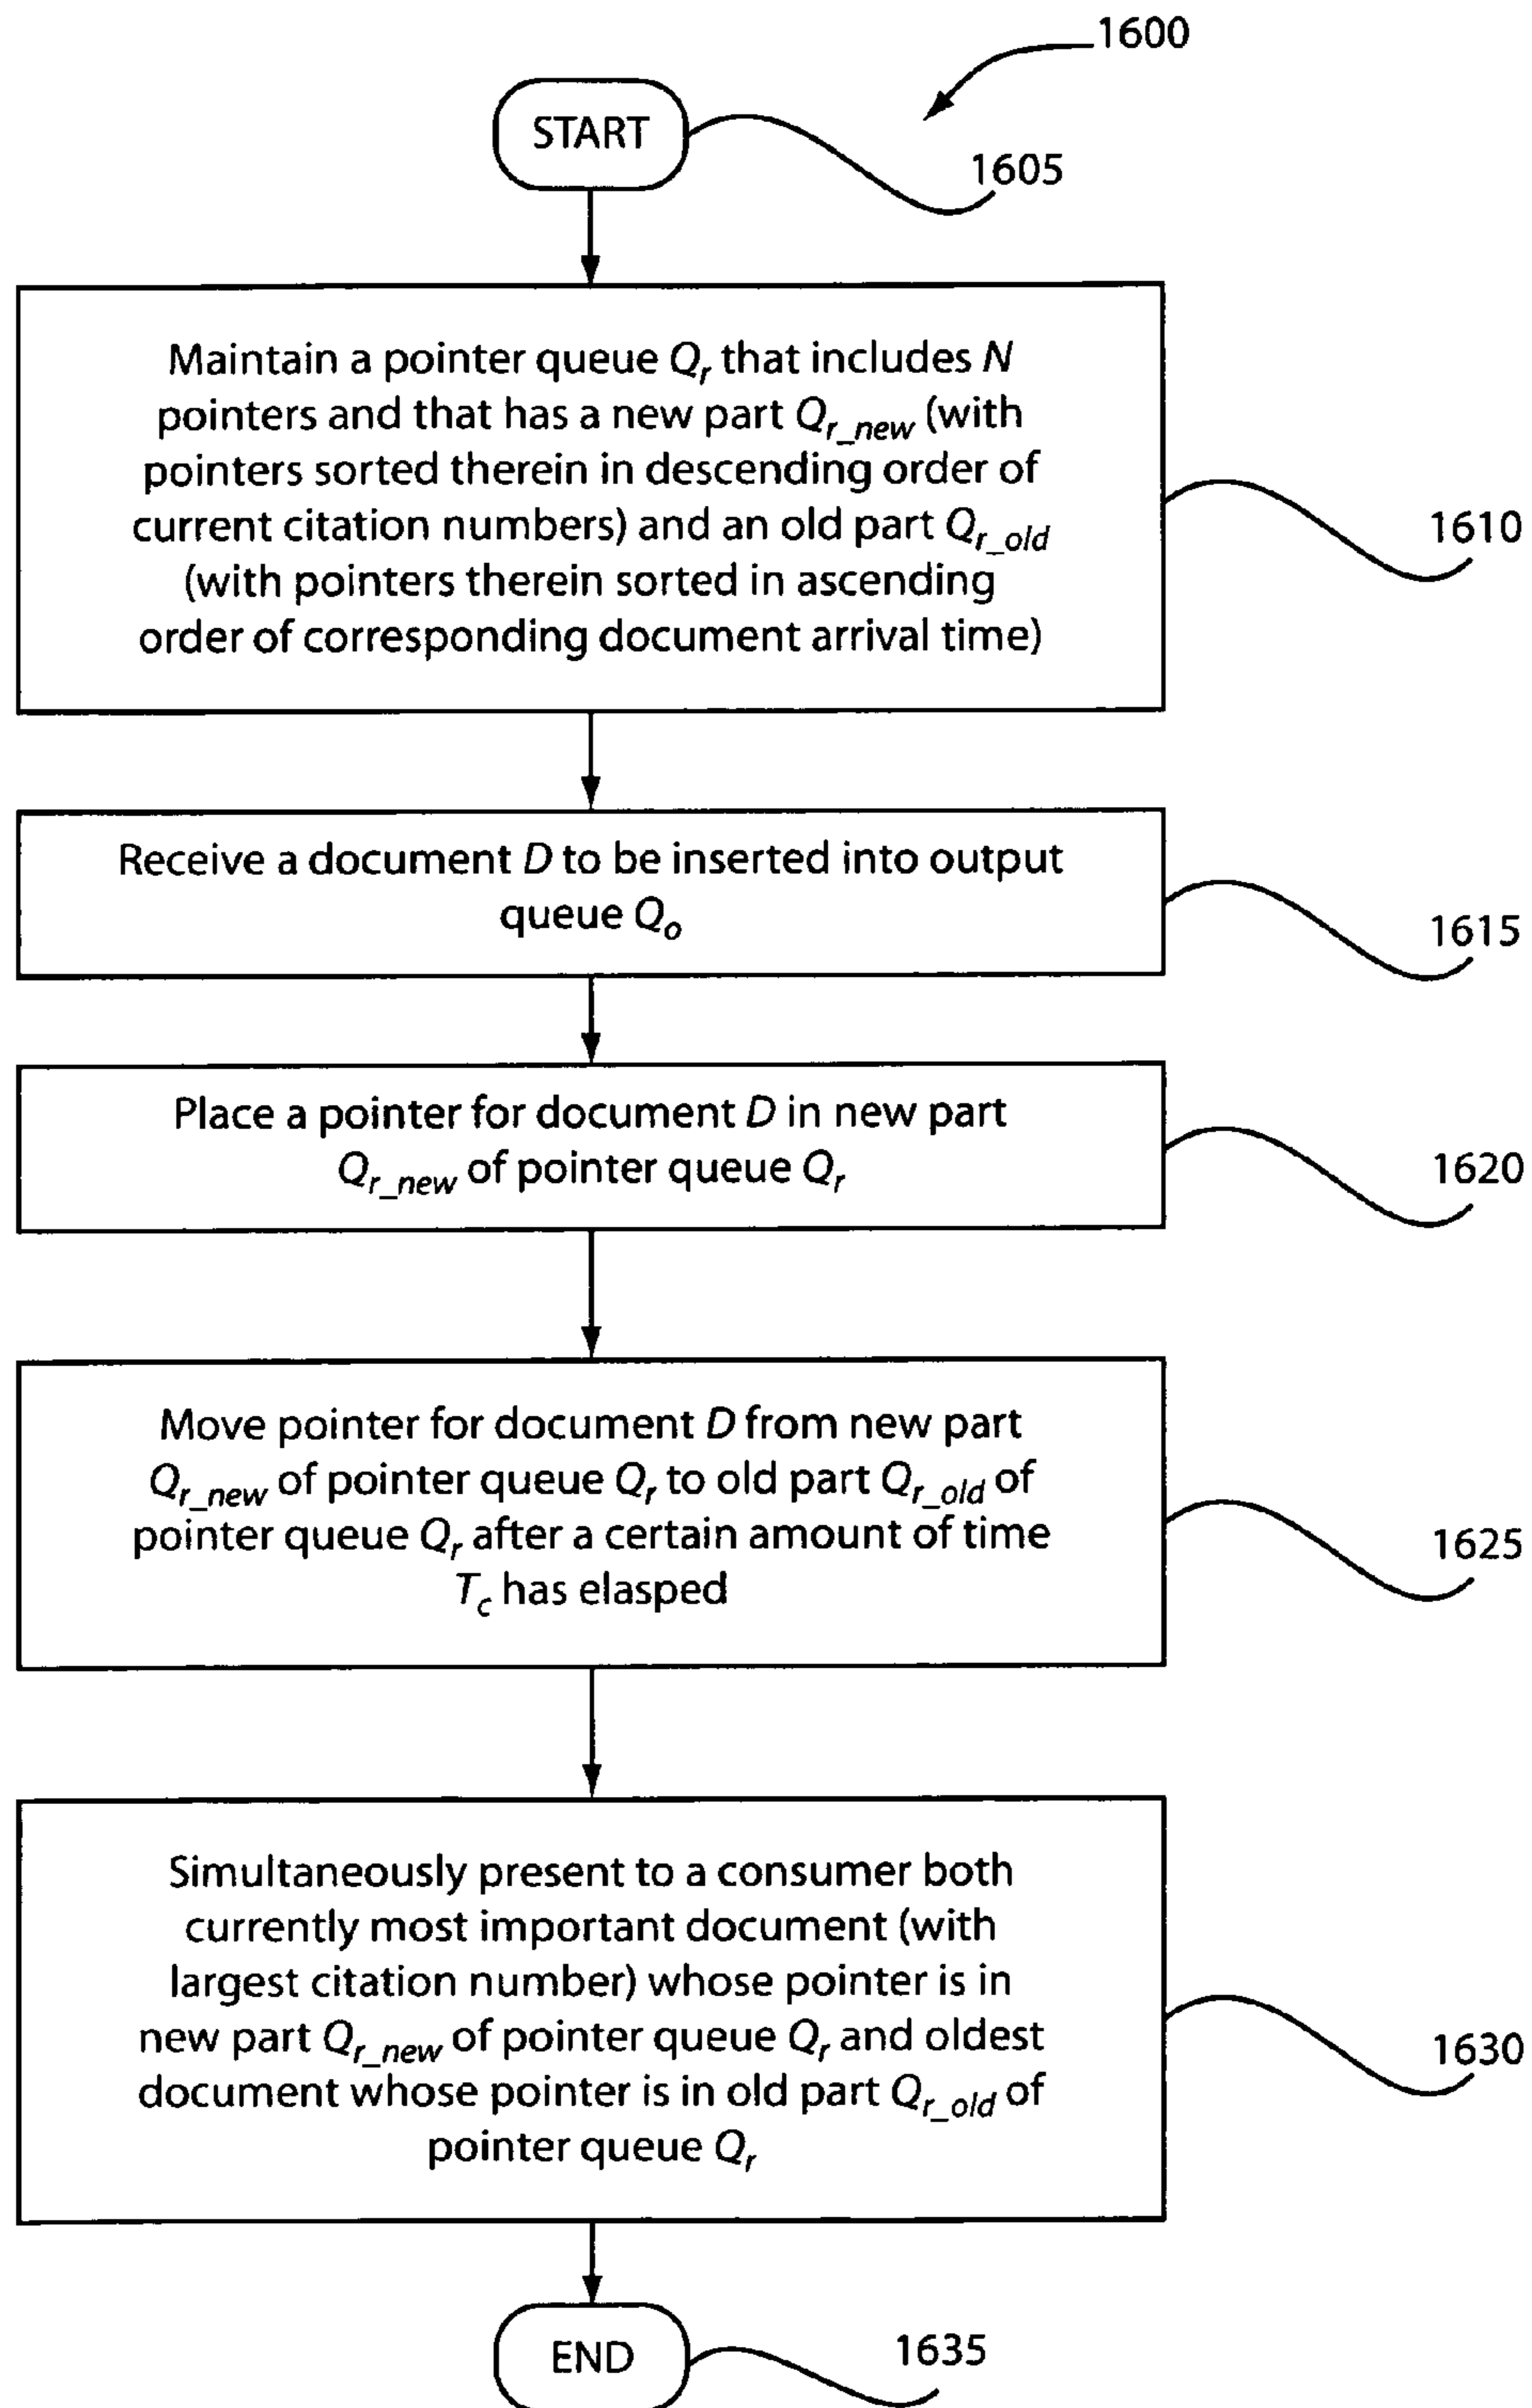 1600
START
1605
Maintain a pointer queue Qr that includes N
pointers and that has a new part Qr_new (with
pointers sorted therein in descending order of
current citation numbers) and an old part Qr_old
(with pointers therein sorted in ascending
order of corresponding document arrival time)
1610
Receive a document D to be inserted into output
queue Qo
1615
Place a pointer for document D in new part
Qr_new of pointer queue Qr
1620
Move pointer for document D from new part
Qr_new of pointer queue Qr to old part Qr_old of
pointer queue Qr after a certain amount of time
Tc has elasped
1625
Simultaneously present to a consumer both
currently most important document (with
largest citation number) whose pointer is in
new part Qr_new of pointer queue Qr and oldest
document whose pointer is in old part Qr_old of
pointer queue Qr
1630
END
1635